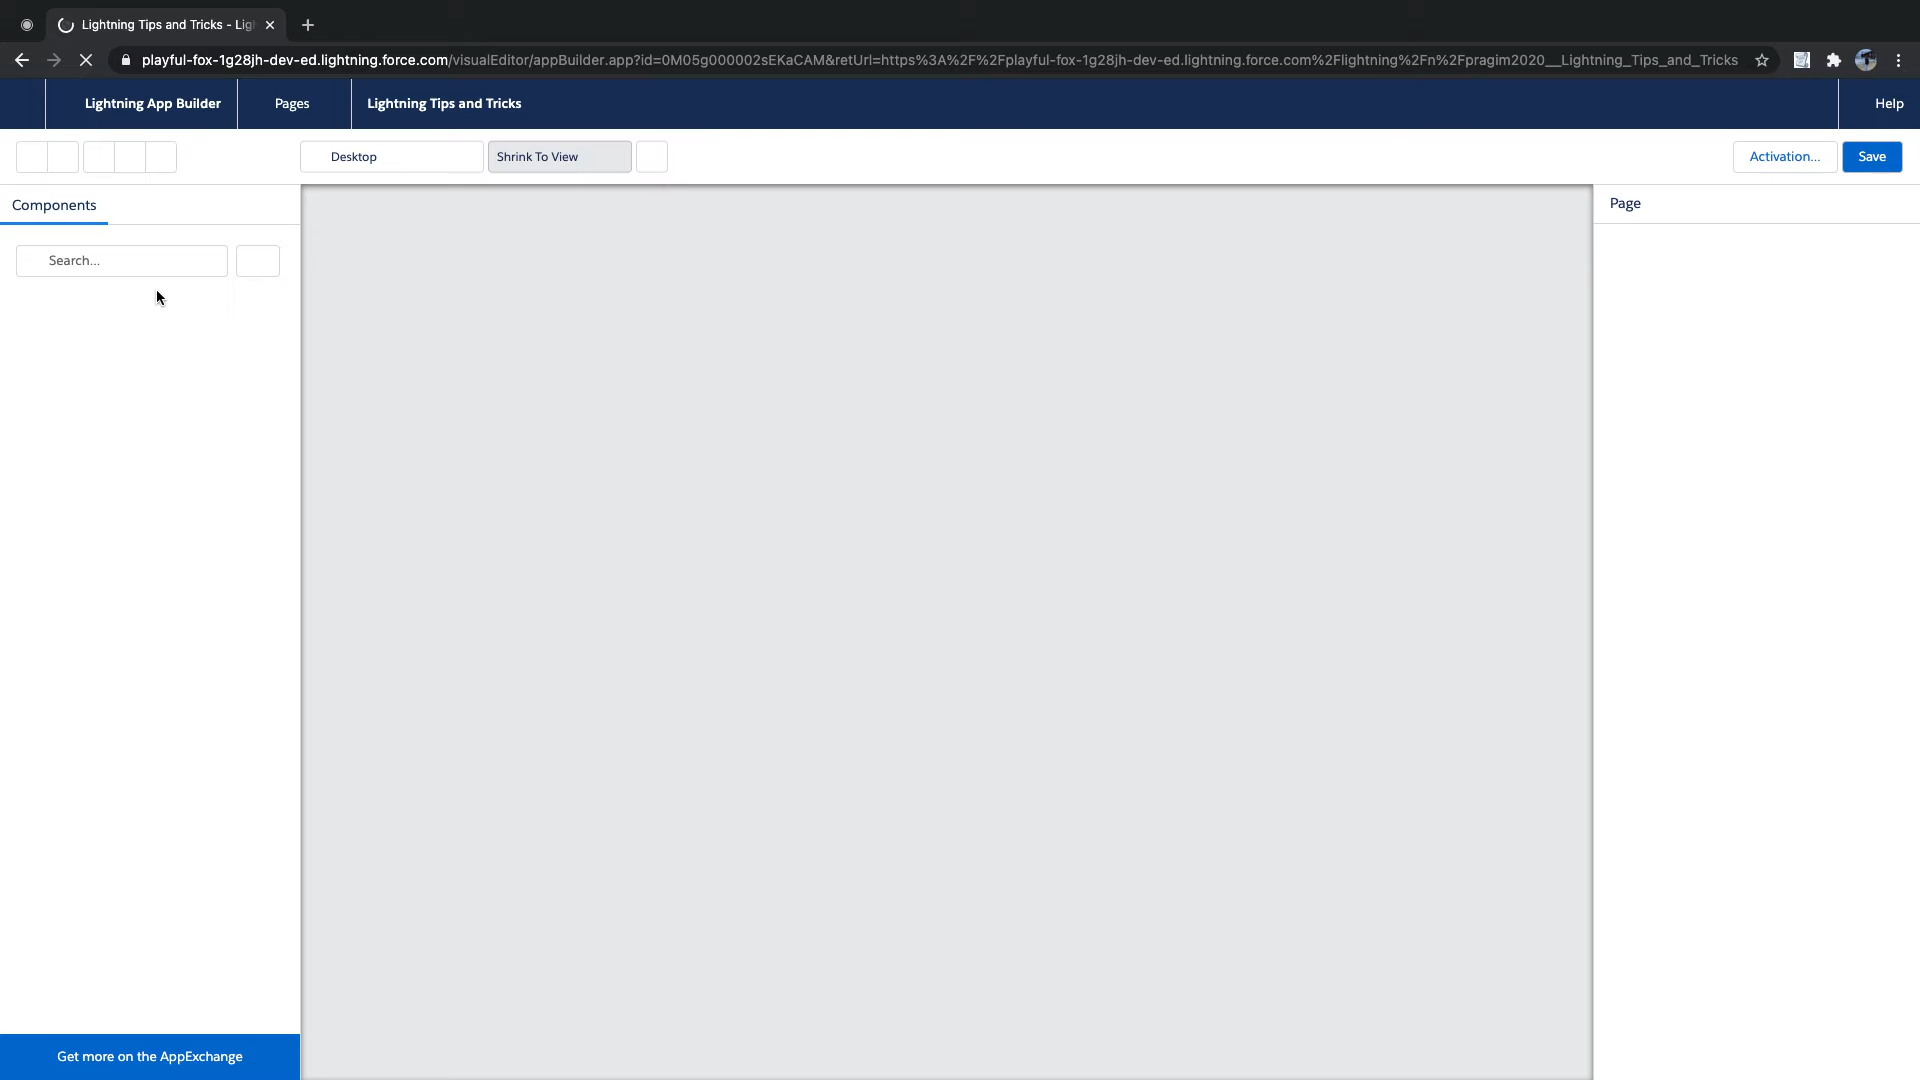 Lightning Tips and Tricks - Lig
playful-fox-1g28jh-dev-ed.lightning.force.com/visualEditor/appBuilder.app?id=0M05g000002sEKaCAM&retUrl=https%3A%2F%2Fplayful-fox-1g28jh-dev-ed.lightning.force.com%2Flightning%2Fn%2Fpragim2020__Lightning_Tips_and_Tricks
Lightning App Builder
Pages
Lightning Tips and Tricks
Help
Desktop
Shrink To View
Activation...
Save
Components
Page
Search...
Get more on the AppExchange